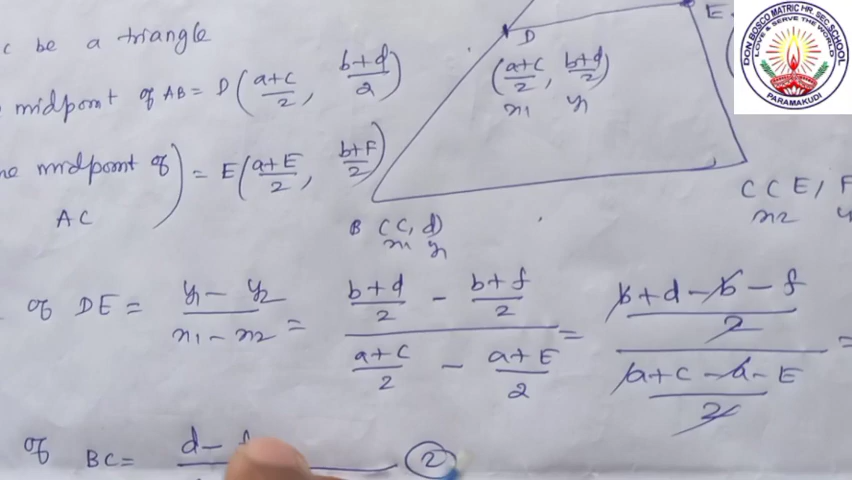 c be a triangle
midpoint of AB = D ( a+c/2 , b+d/2 )
midpoint of AC ) = E ( a+E/2 , b+F/2 )
D
E
( a+c/2 , b+d/2 )
x1 y1
B (C, d)
x1 y1
C ( E, F
x2 y
of DE = y1 - y2 / x1 - x2 = b+d/2 - b+f/2 / a+c/2 - a+E/2 = b+d-b-f/2 / a+c-a-E/2 =
of BC = d-f ②
DON BOSCO MATRIC HR. SEC. SCHOOL
LOVE & SERVE THE WORLD
PARAMAKUDI